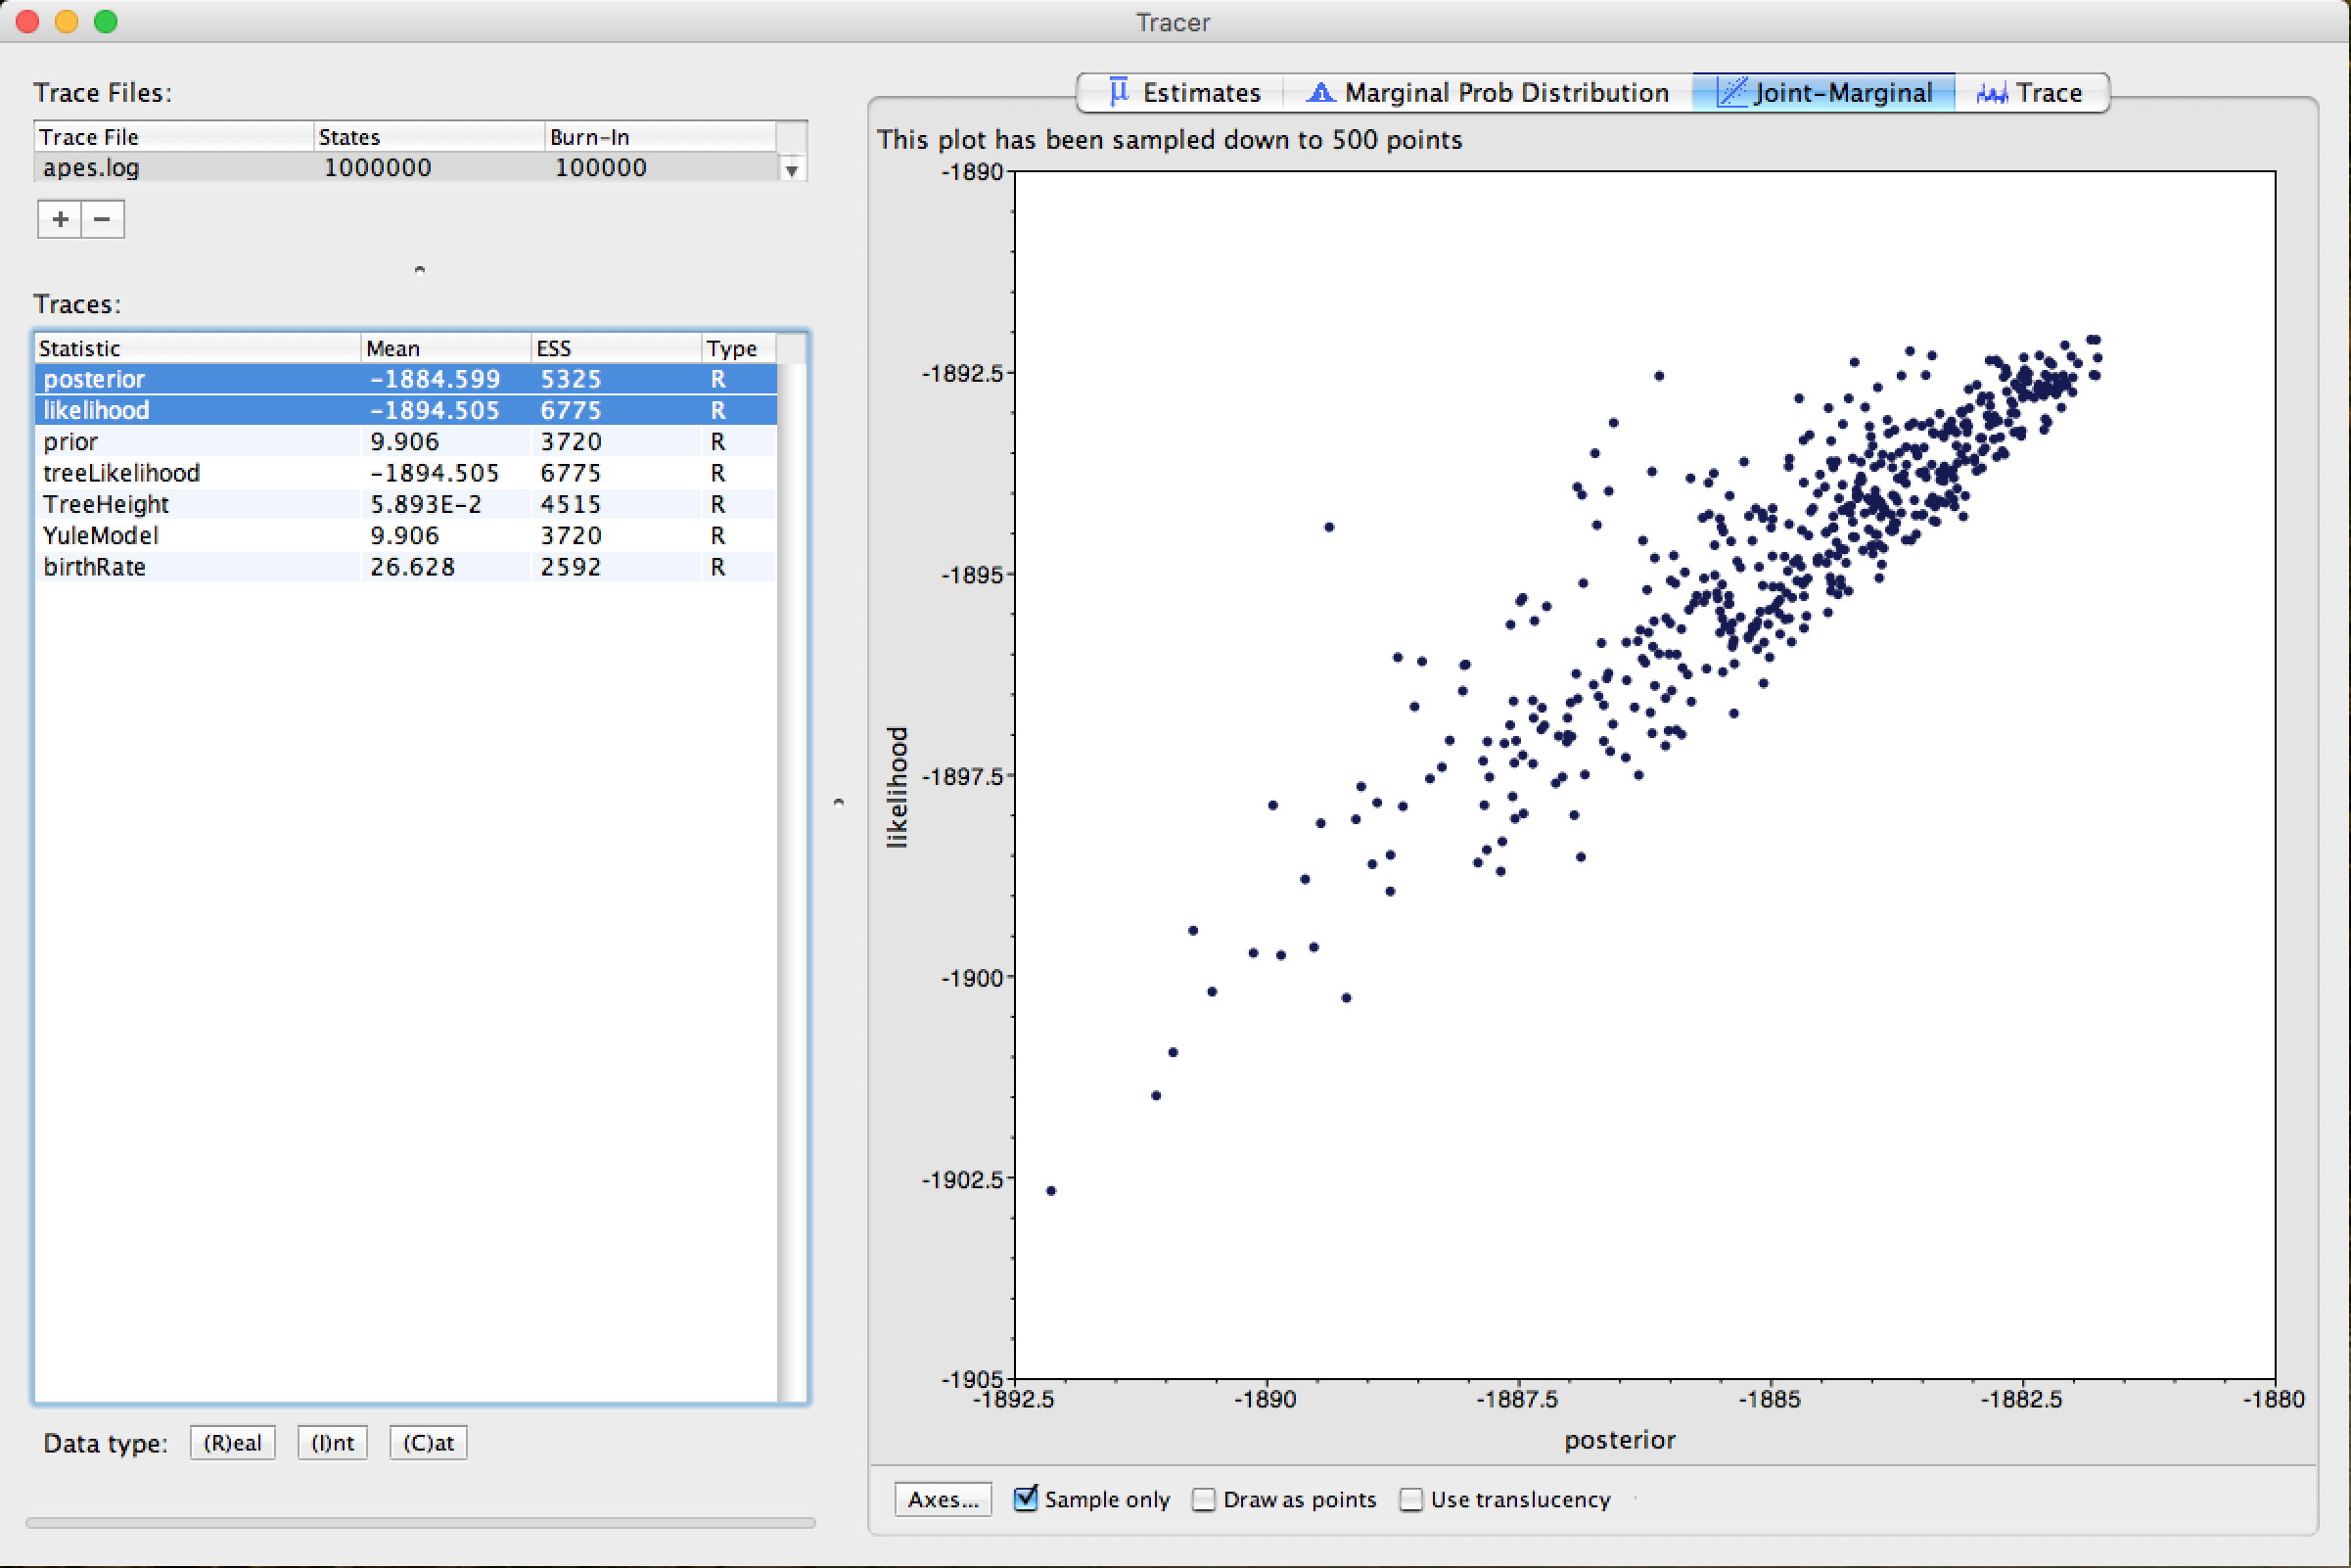 Tracer
Trace Files:
Trace File States Burn-In
apes.log 1000000 100000
+ −
Traces:
Statistic Mean ESS Type
posterior -1884.599 5325 R
likelihood -1894.505 6775 R
prior 9.906 3720 R
treeLikelihood -1894.505 6775 R
TreeHeight 5.893E-2 4515 R
YuleModel 9.906 3720 R
birthRate 26.628 2592 R
Data type: (R)eal (I)nt (C)at
μ Estimates Marginal Prob Distribution Joint-Marginal Trace
This plot has been sampled down to 500 points
-1890
-1892.5
-1895
-1897.5
-1900
-1902.5
-1905
likelihood
-1892.5 -1890 -1887.5 -1885 -1882.5 -1880
posterior
Axes... Sample only Draw as points Use translucency